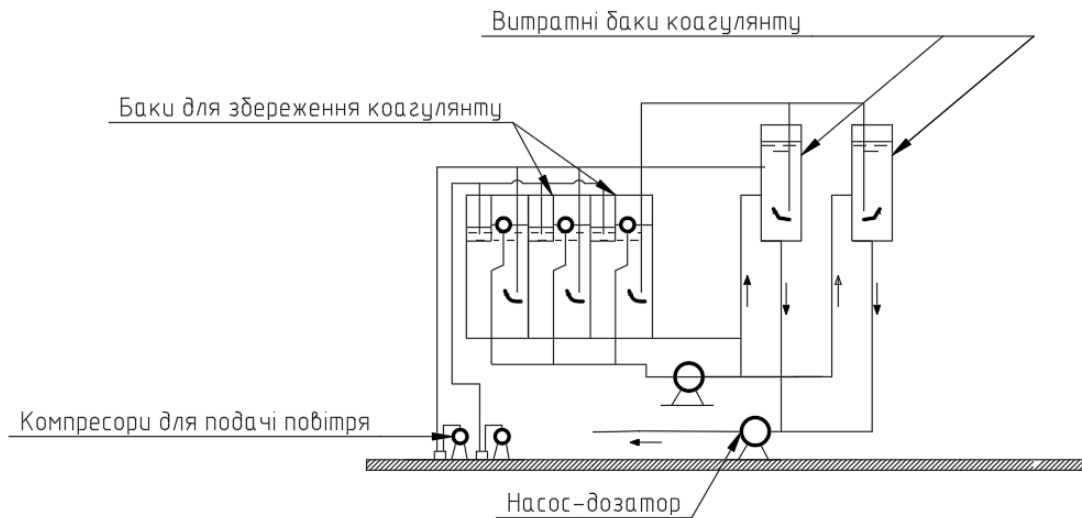 Витратні баки коагулянту
Баки для збереження коагулянту
Компресори для подачі повітря
Насос-дозатор